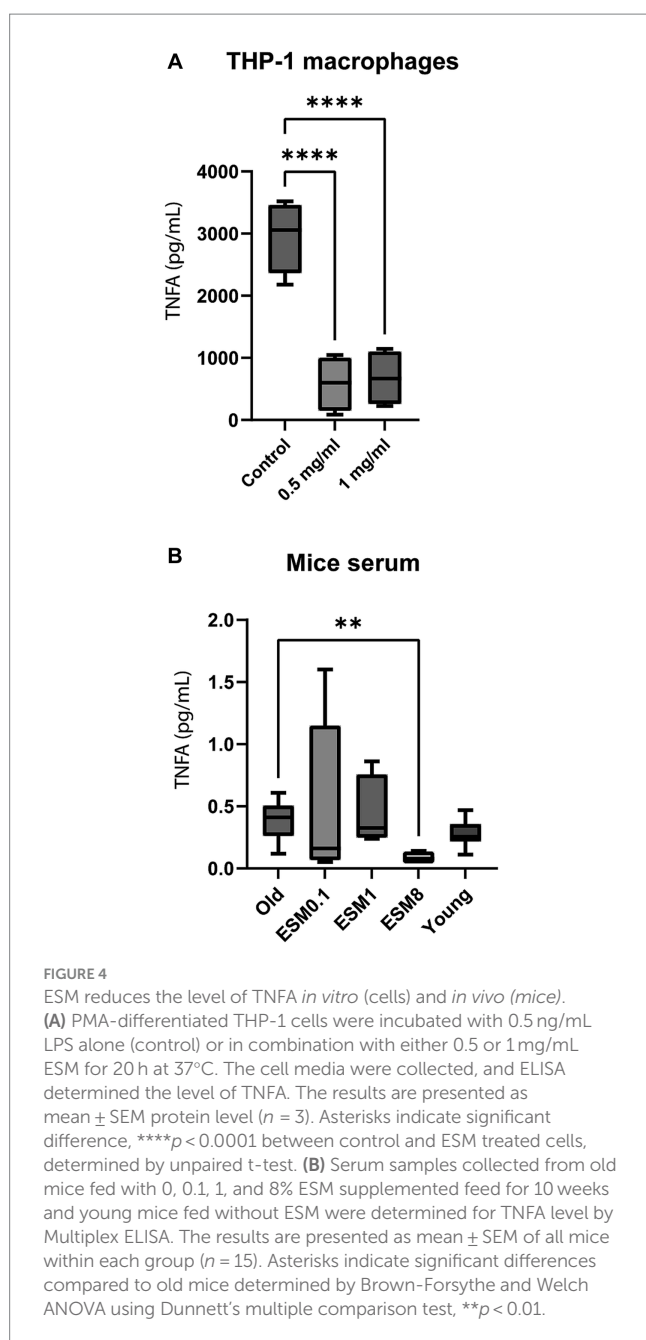 A THP-1 macrophages
****
****
4000
3000
2000
1000
0
TNFA (pg/mL)
Control
0.5 mg/ml
1 mg/ml
B Mice serum
**
2.0
1.5
1.0
0.5
0.0
TNFA (pg/mL)
Old
ESM0.1
ESM1
ESM8
Young
FIGURE 4
ESM reduces the level of TNFA in vitro (cells) and in vivo (mice).
(A) PMA-differentiated THP-1 cells were incubated with 0.5 ng/mL
LPS alone (control) or in combination with either 0.5 or 1 mg/mL
ESM for 20 h at 37°C. The cell media were collected, and ELISA
determined the level of TNFA. The results are presented as
mean ± SEM protein level (n = 3). Asterisks indicate significant
difference, ****p < 0.0001 between control and ESM treated cells,
determined by unpaired t-test. (B) Serum samples collected from old
mice fed with 0, 0.1, 1, and 8% ESM supplemented feed for 10 weeks
and young mice fed without ESM were determined for TNFA level by
Multiplex ELISA. The results are presented as mean ± SEM of all mice
within each group (n = 15). Asterisks indicate significant differences
compared to old mice determined by Brown-Forsythe and Welch
ANOVA using Dunnett's multiple comparison test, **p < 0.01.